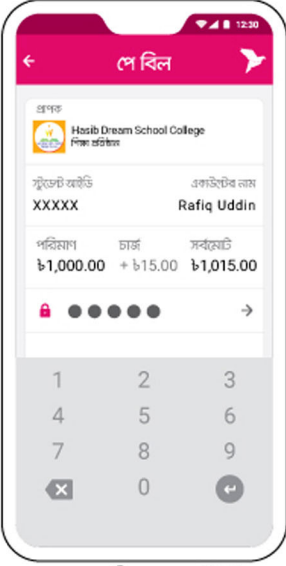 12:30
পে বিল
প্রাপক
Hasib Dream School College
শিক্ষা প্রতিষ্ঠান
স্টুডেন্ট আইডি একাউন্টের নাম
XXXXX Rafiq Uddin
পরিমাণ চার্জ সর্বমোট
৳1,000.00 + ৳15.00 ৳1,015.00
1 2 3
4 5 6
7 8 9
0